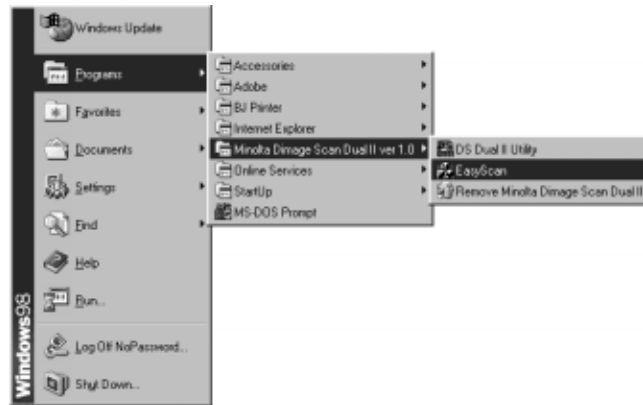 Windows Update
Programs
Favorites
Documents
Settings
Find
Help
Run...
Log Off NoPassword...
Shut Down...
Windows98
Accessories
Adobe
BJ Printer
Internet Explorer
Minolta Dimage Scan Dual II ver 1.0
Online Services
StartUp
MS-DOS Prompt
DS Dual II Utility
EasyScan
Remove Minolta Dimage Scan Dual II